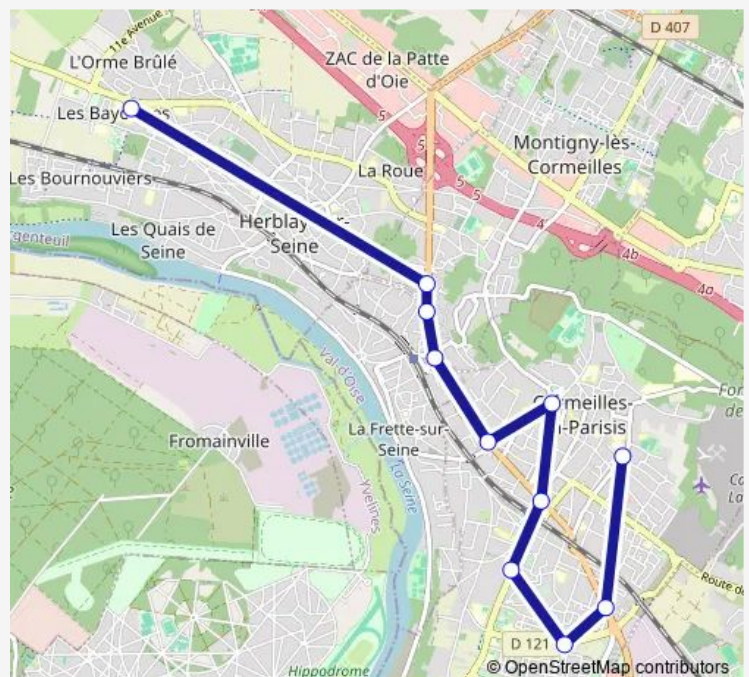 D 407
11e Avenue
L'Orme Brûlé
ZAC de la Patte
d'Oie
5
Les Bay
5
Montigny-lès-
Cormeilles
5
La Roue
5
5
Les Bournouviers
4
Les Quais de
Seine
Herblay-
Seine
4b
4a
Val-d'Oise
Cormeilles-
n-Parisis
La Frette-sur-
Seine
Fromainville
La Seine
Yvelines
Route de
D 121
Hippodrome
© OpenStreetMap contributors